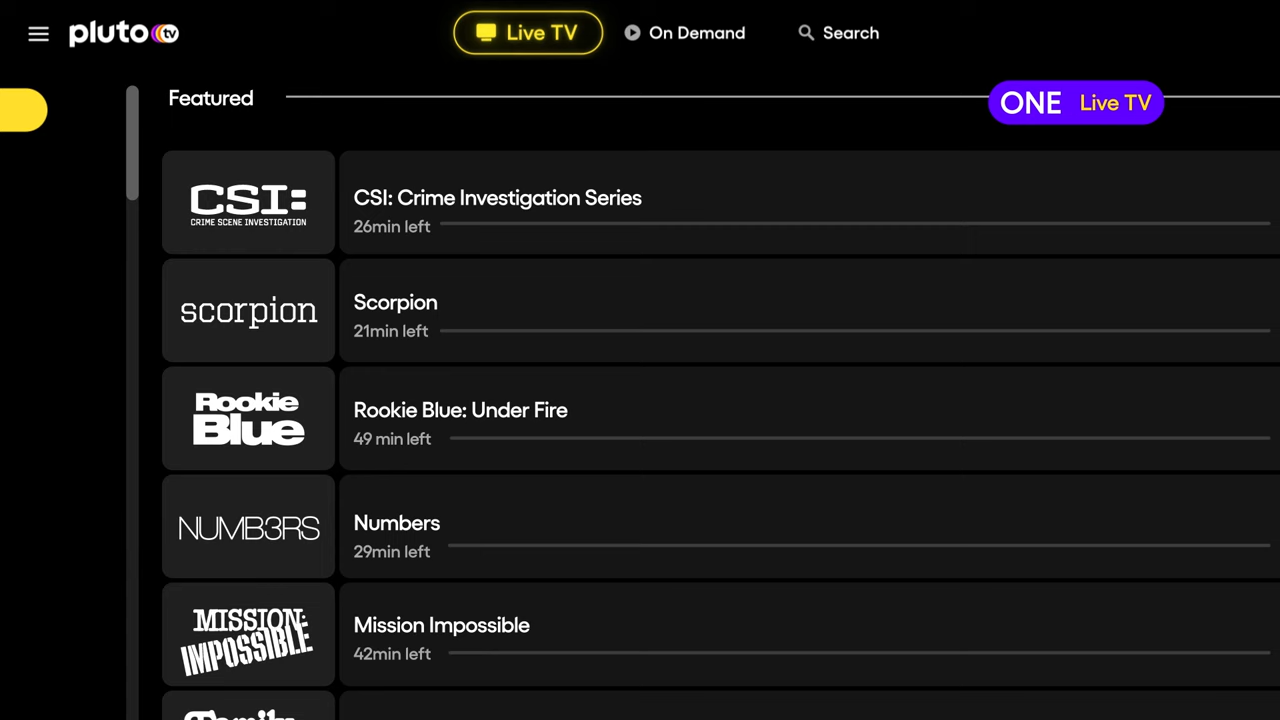 pluto tv
Live TV
On Demand
Search
Featured
ONE Live TV
CSI:
CRIME SCENE INVESTIGATION
CSI: Crime Investigation Series
26min left
scorpion
Scorpion
21min left
Rookie
Blue
Rookie Blue: Under Fire
49 min left
NUMB3RS
Numbers
29min left
MISSION:
IMPOSSIBLE
Mission Impossible
42min left